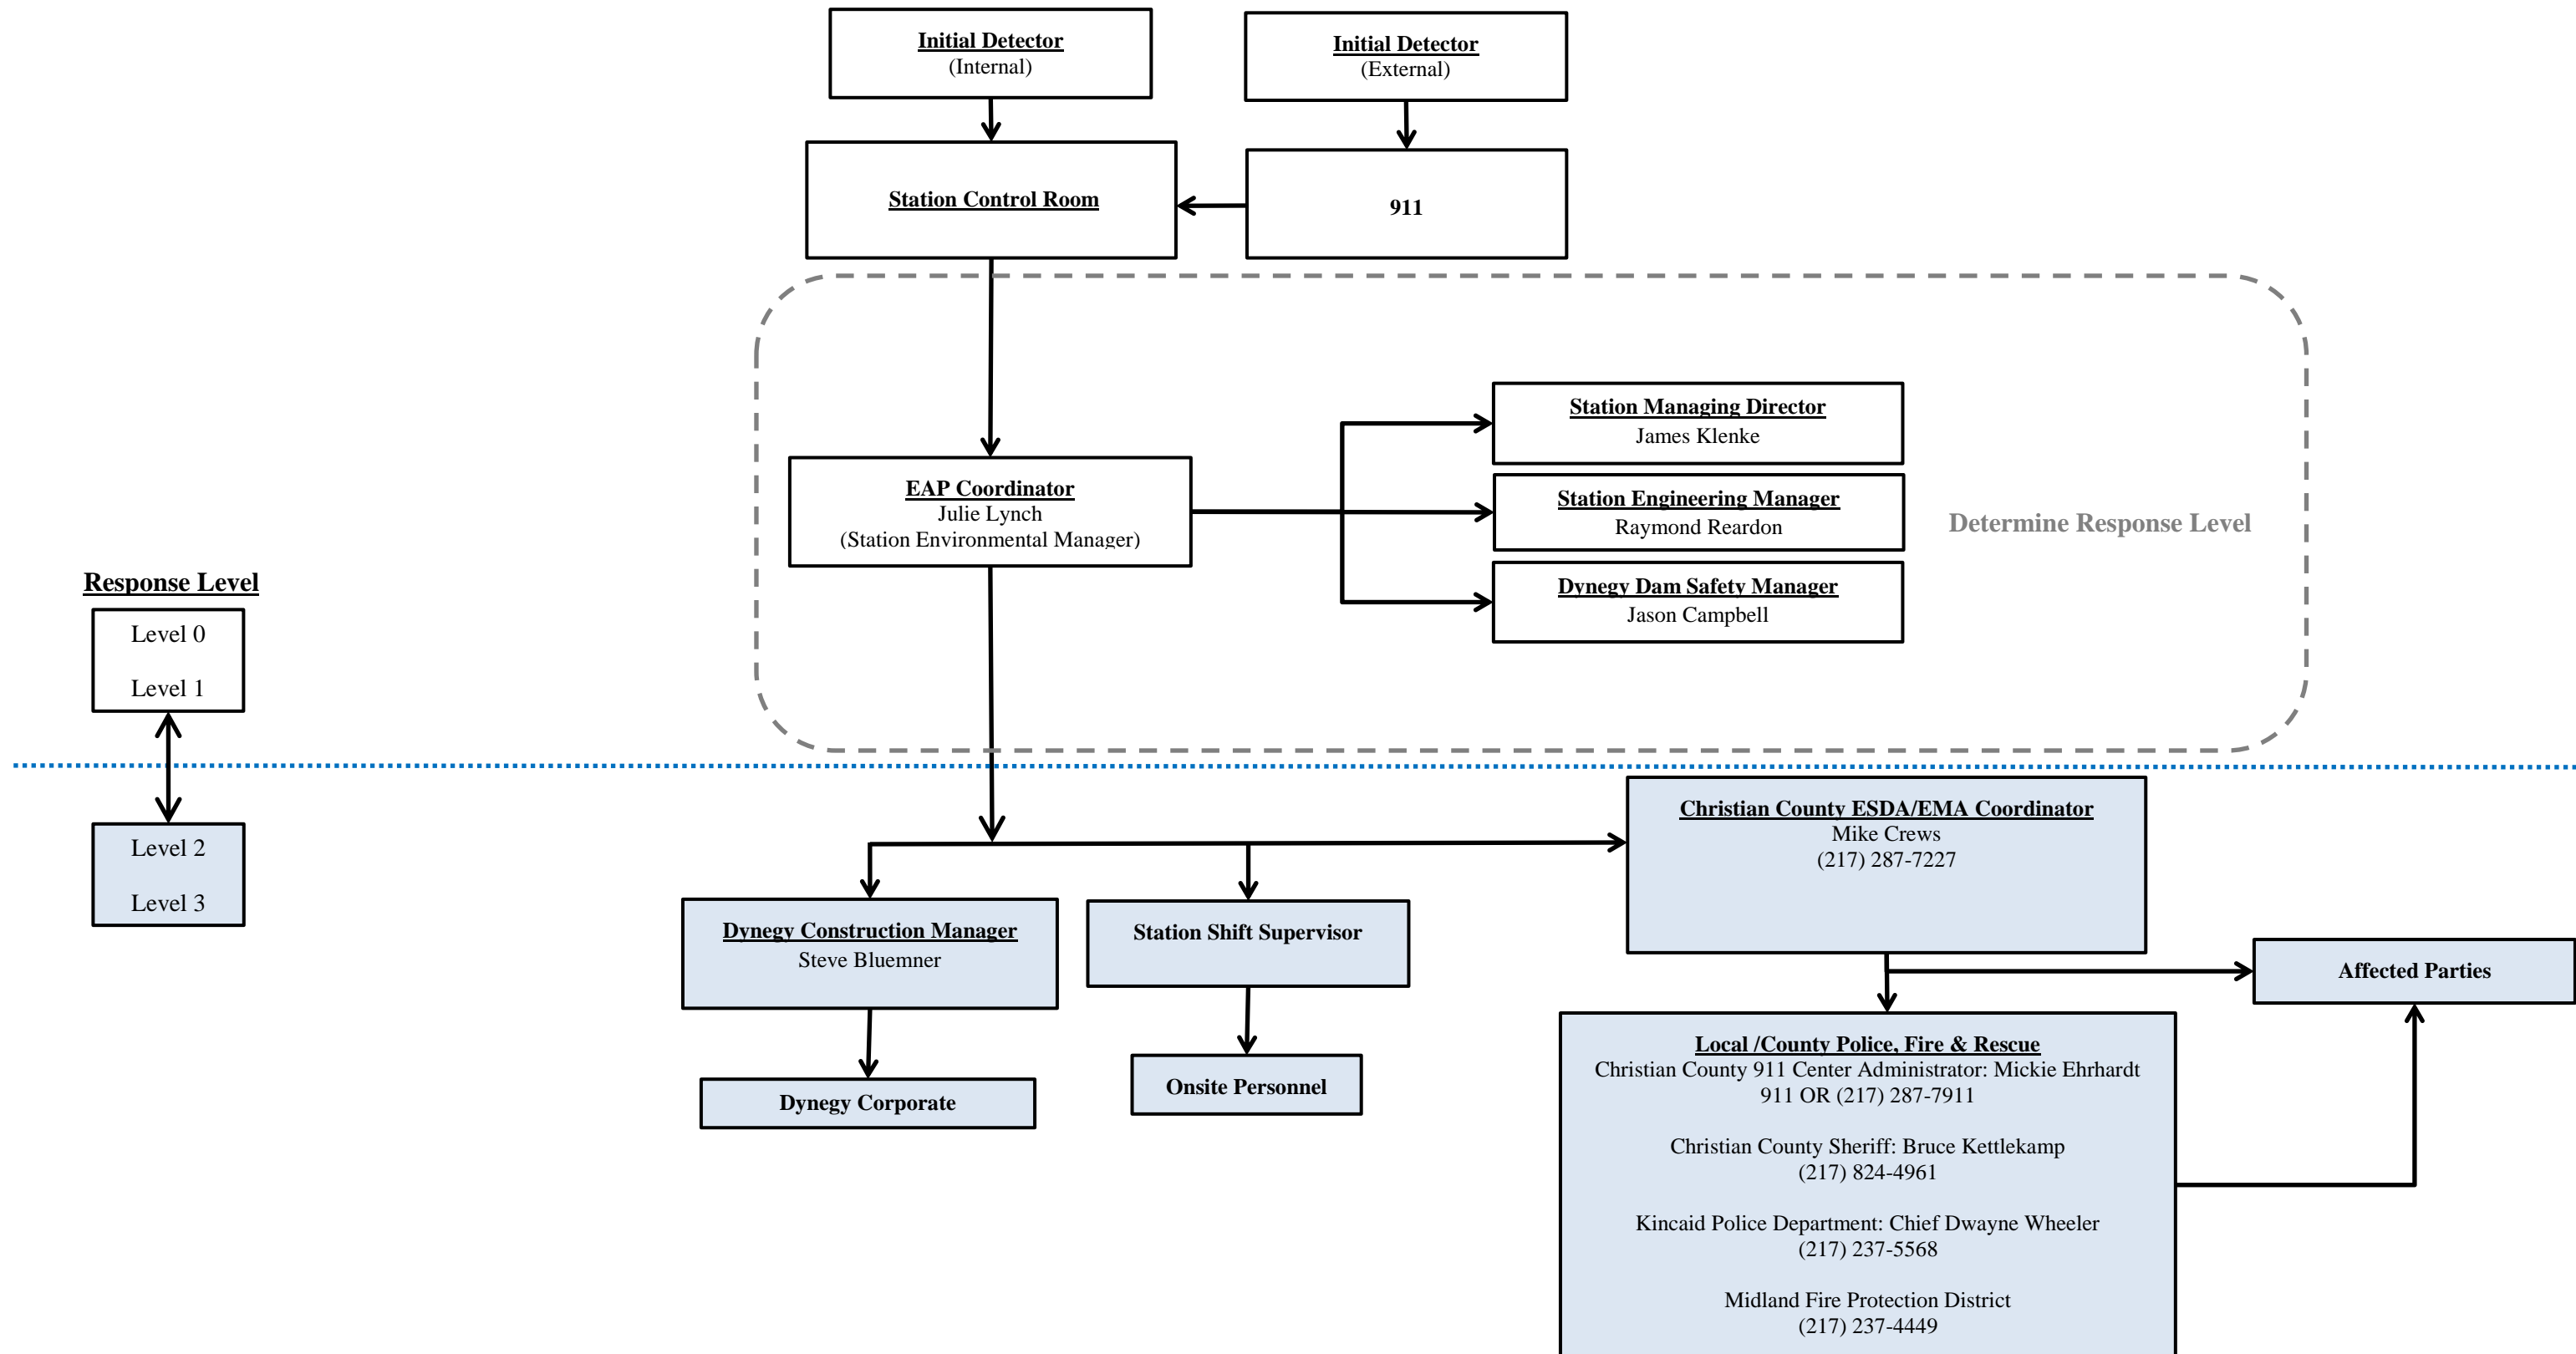 Initial Detector
(Internal)
Initial Detector
(External)
Station Control Room
911
Station Managing Director
James Klenke
EAP Coordinator
Julie Lynch
(Station Environmental Manager)
Station Engineering Manager
Raymond Reardon
Determine Response Level
Dynegy Dam Safety Manager
Jason Campbell
Response Level
Level 0
Level 1
Level 2
Level 3
Christian County ESDA/EMA Coordinator
Mike Crews
(217) 287-7227
Dynegy Construction Manager
Steve Bluemner
Station Shift Supervisor
Affected Parties
Dynegy Corporate
Onsite Personnel
Local /County Police, Fire & Rescue
Christian County 911 Center Administrator: Mickie Ehrhardt
911 OR (217) 287-7911
Christian County Sheriff: Bruce Kettlekamp
(217) 824-4961
Kincaid Police Department: Chief Dwayne Wheeler
(217) 237-5568
Midland Fire Protection District
(217) 237-4449